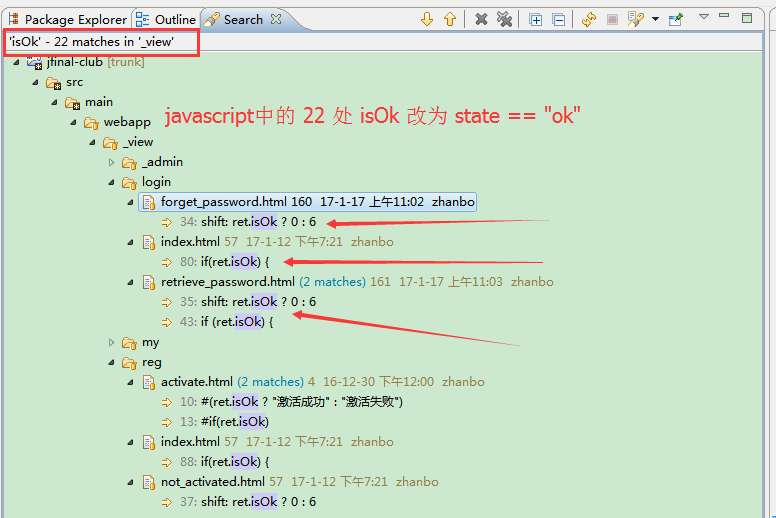 Package Explorer Outline Search
'isOk' - 22 matches in '_view'
jfinal-club [trunk]
src
main
webapp
javascript中的 22 处 isOk 改为 state == "ok"
_view
_admin
login
forget_password.html 160 17-1-17 上午11:02 zhanbo
34: shift: ret.isOk ? 0 : 6
index.html 57 17-1-12 下午7:21 zhanbo
80: if(ret.isOk) {
retrieve_password.html (2 matches) 161 17-1-17 上午11:03 zhanbo
35: shift: ret.isOk ? 0 : 6
43: if (ret.isOk) {
my
reg
activate.html (2 matches) 4 16-12-30 下午12:00 zhanbo
10: #(ret.isOk ? "激活成功" : "激活失败")
13: #if(ret.isOk)
index.html 57 17-1-12 下午7:21 zhanbo
88: if(ret.isOk) {
not_activated.html 57 17-1-12 下午7:21 zhanbo
37: shift: ret.isOk ? 0 : 6